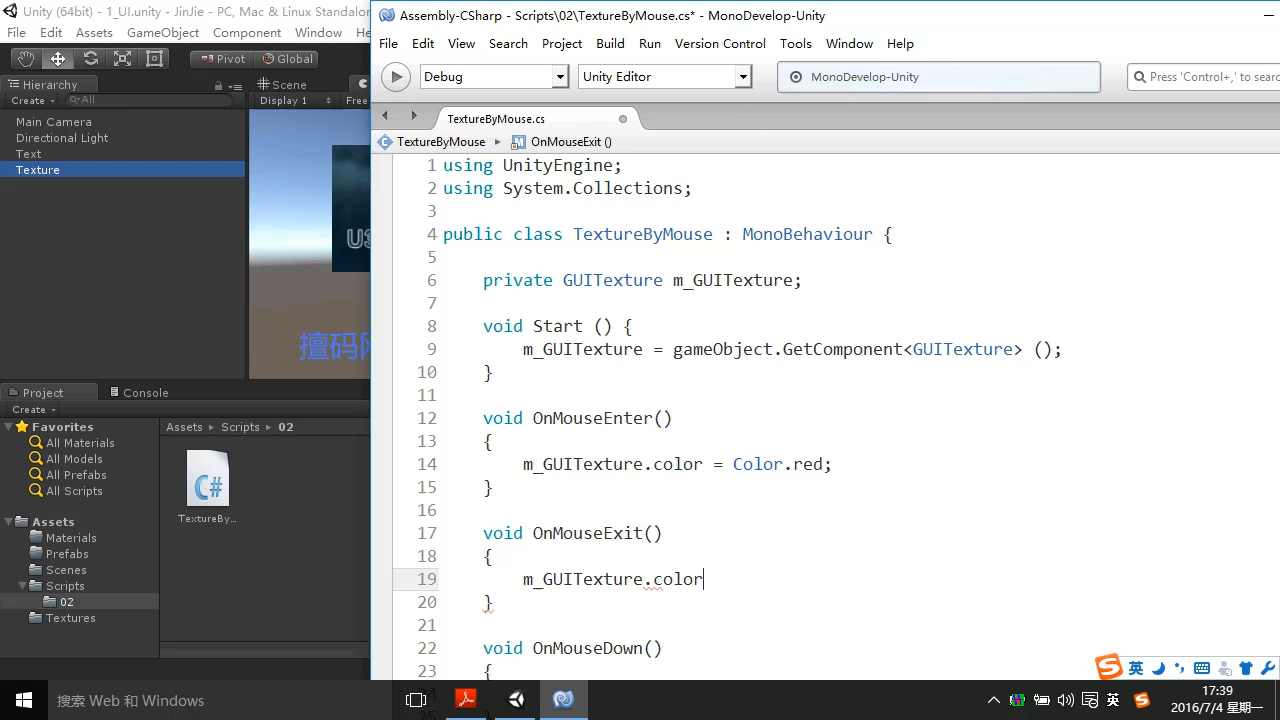 Unity (64bit) - 1_UI.unity - JinJie - PC, Mac & Linux Standalon
File Edit Assets GameObject Component Window He
Pivot Global
Hierarchy
Create All
Main Camera
Directional Light
Text
Texture
Scene
Display 1 Free
U3
擅码网
Project Console
Create
Favorites
All Materials
All Models
All Prefabs
All Scripts
Assets
Materials
Prefabs
Scenes
Scripts
02
Textures
Assets Scripts 02
C#
TextureBy...
Assembly-CSharp - Scripts\02\TextureByMouse.cs* - MonoDevelop-Unity
File Edit View Search Project Build Run Version Control Tools Window Help
Debug Unity Editor MonoDevelop-Unity Press 'Control+,' to searc
TextureByMouse.cs
TextureByMouse OnMouseExit ()
1 using UnityEngine;
2 using System.Collections;
3
4 public class TextureByMouse : MonoBehaviour {
5
6 private GUITexture m_GUITexture;
7
8 void Start () {
9 m_GUITexture = gameObject.GetComponent<GUITexture> ();
10 }
11
12 void OnMouseEnter()
13 {
14 m_GUITexture.color = Color.red;
15 }
16
17 void OnMouseExit()
18 {
19 m_GUITexture.color
20 }
21
22 void OnMouseDown()
23 {
英
搜索 Web 和 Windows
英
17:39
2016/7/4 星期一